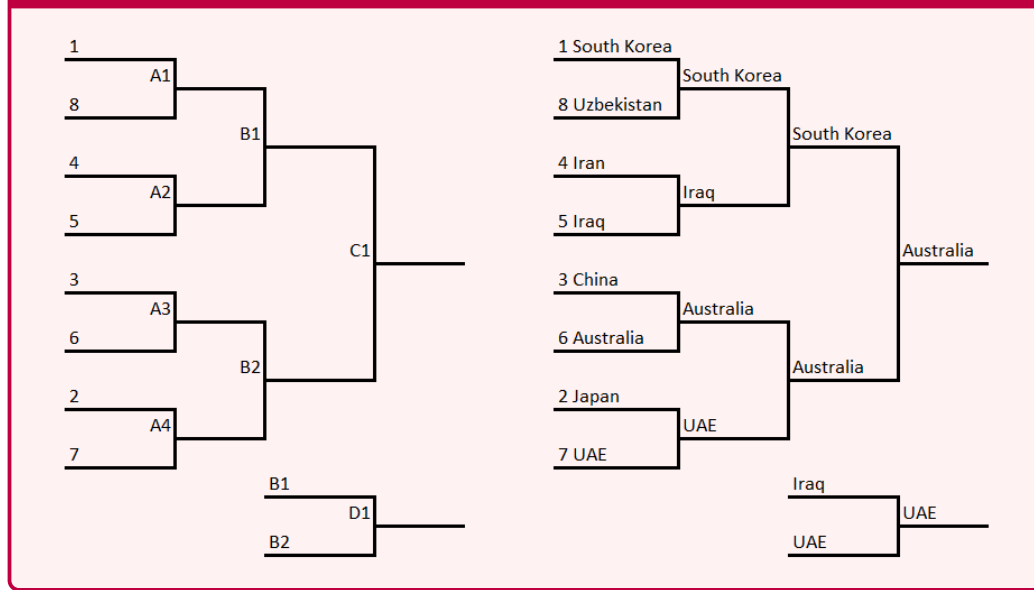 1
A1
8
B1
4
A2
5
C1
3
A3
6
B2
2
A4
7
B1
D1
B2
1 South Korea
South Korea
8 Uzbekistan
South Korea
4 Iran
Iraq
5 Iraq
Australia
3 China
Australia
6 Australia
Australia
2 Japan
UAE
7 UAE
Iraq
UAE
UAE